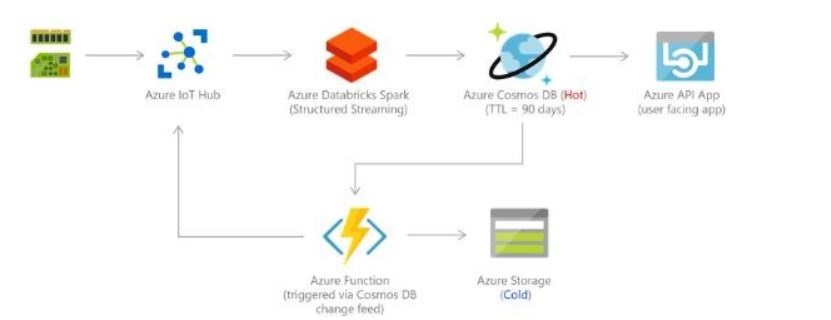 Azure IoT Hub
Azure Databricks Spark
(Structured Streaming)
Azure Cosmos DB (Hot)
(TTL = 90 days)
Azure API App
(user facing app)
Azure Function
(triggered via Cosmos DB
change feed)
Azure Storage
(Cold)